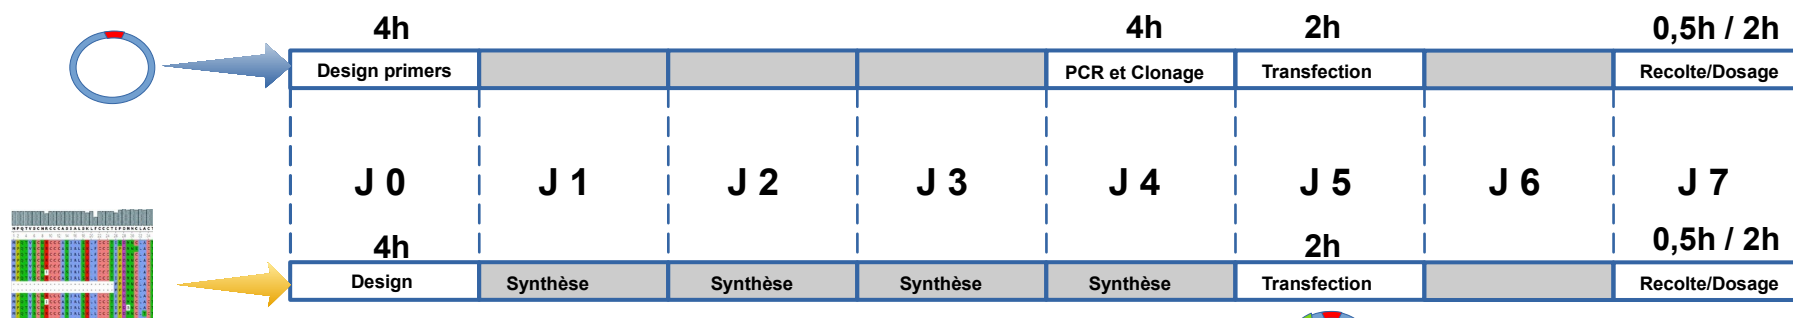 4h 4h 2h 0,5h / 2h
Design primers PCR et Clonage Transfection Recolte/Dosage
J 0 J 1 J 2 J 3 J 4 J 5 J 6 J 7
4h 2h 0,5h / 2h
Design Synthèse Synthèse Synthèse Synthèse Transfection Recolte/Dosage